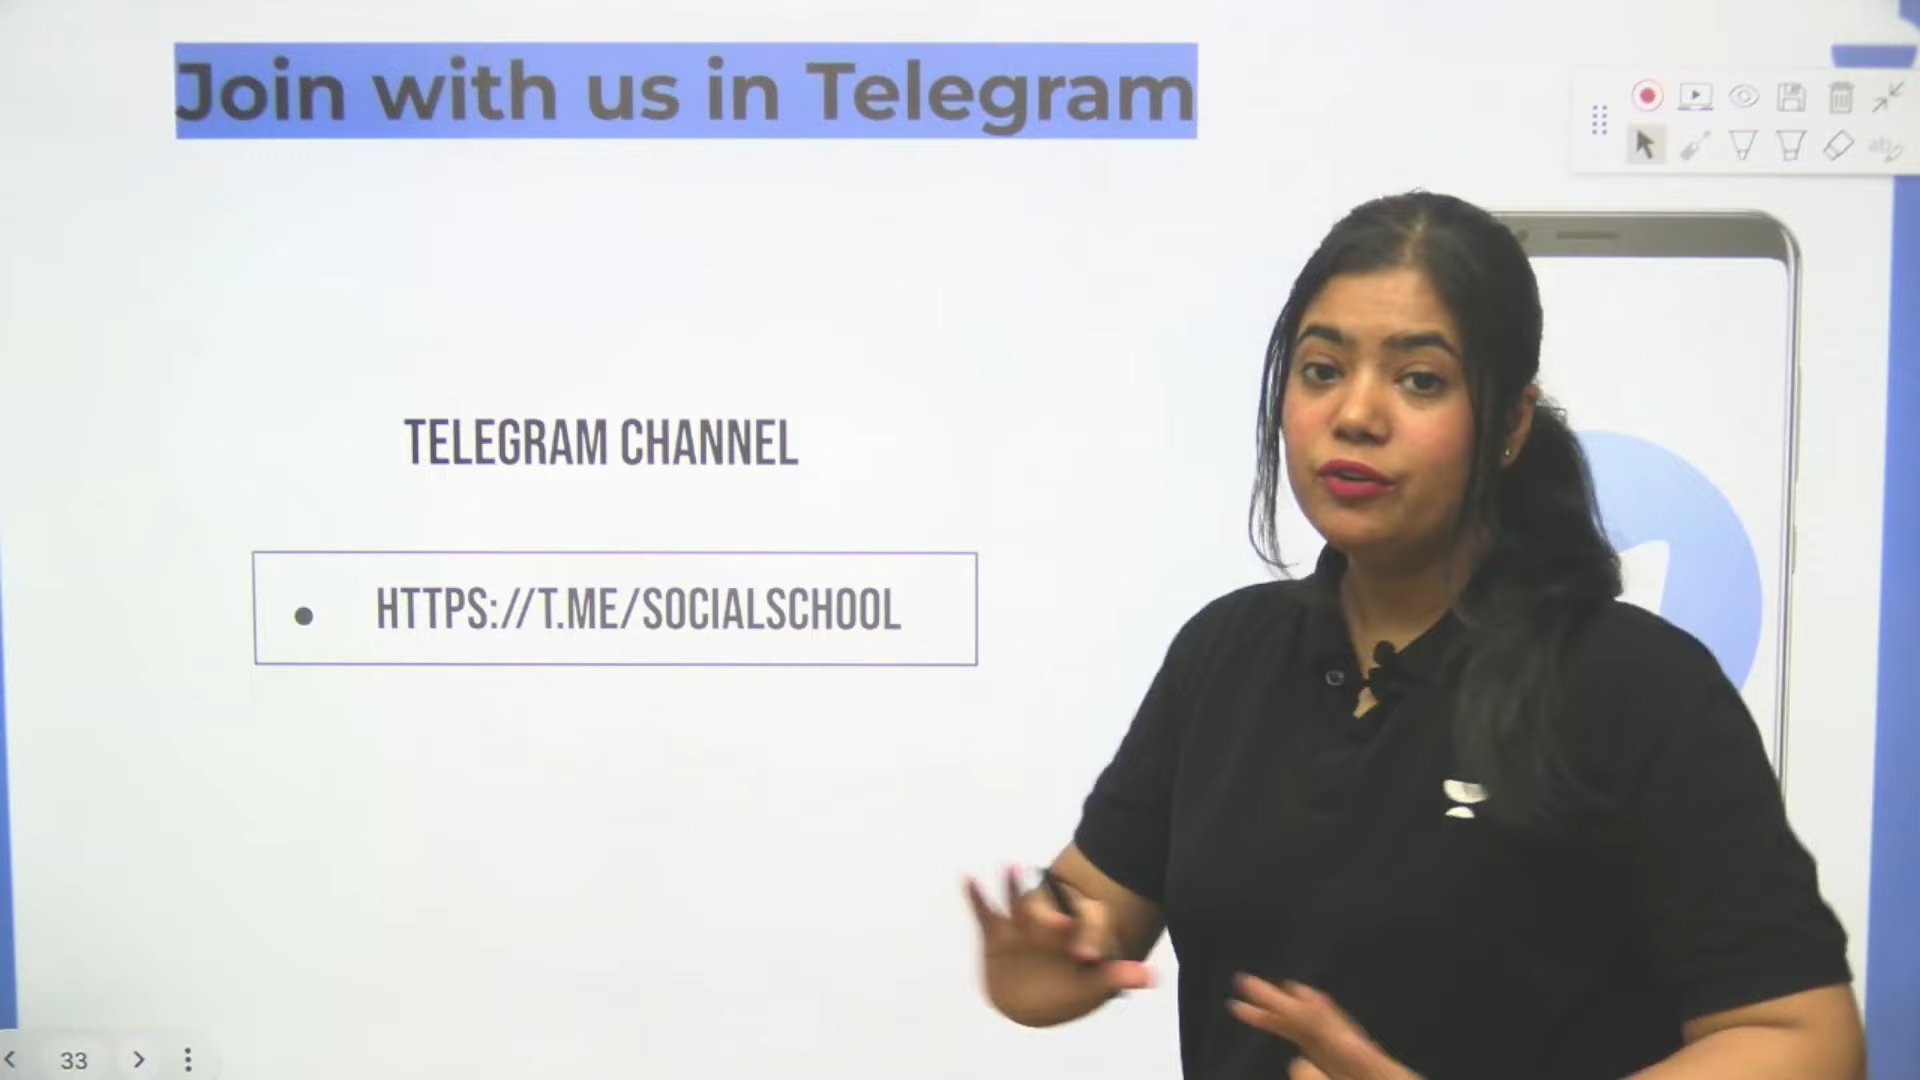 Join with us in Telegram
TELEGRAM CHANNEL
● HTTPS://T.ME/SOCIALSCHOOL
33